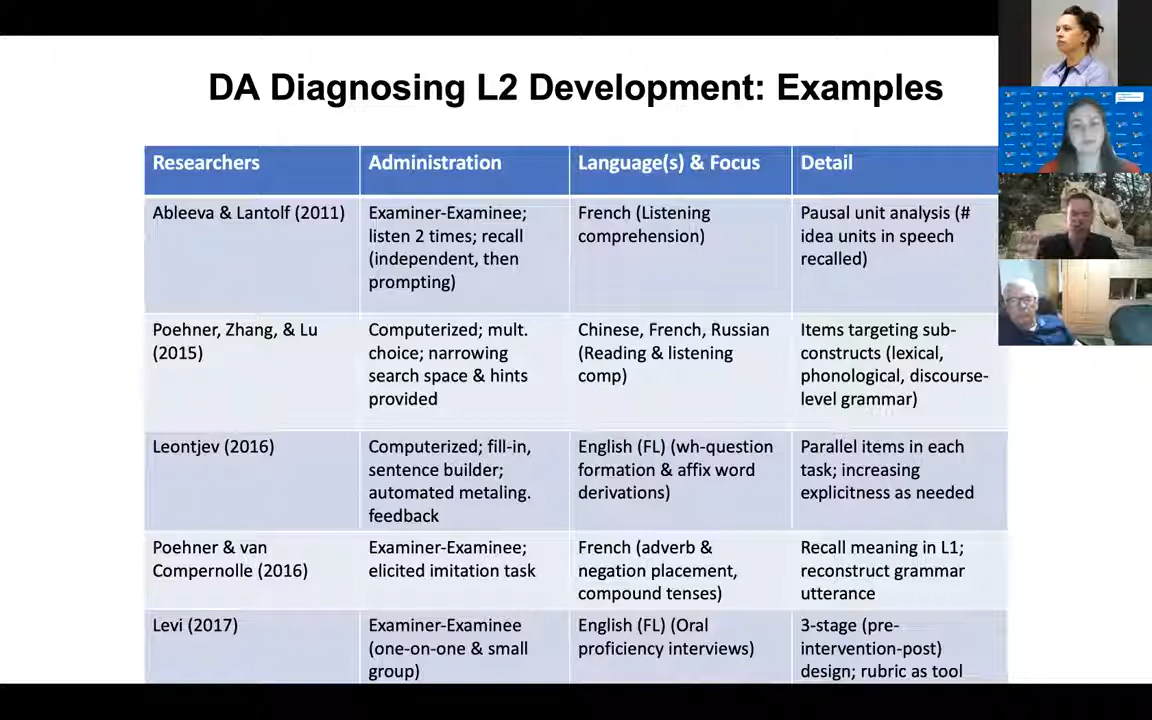 DA Diagnosing L2 Development: Examples
Researchers
Administration
Language(s) & Focus
Detail
Ableeva & Lantolf (2011)
Examiner-Examinee;
listen 2 times; recall
(independent, then
prompting)
French (Listening
comprehension)
Pausal unit analysis (#
idea units in speech
recalled)
Poehner, Zhang, & Lu
(2015)
Computerized; mult.
choice; narrowing
search space & hints
provided
Chinese, French, Russian
(Reading & listening
comp)
Items targeting sub-
constructs (lexical,
phonological, discourse-
level grammar)
Leontjev (2016)
Computerized; fill-in,
sentence builder;
automated metaling.
feedback
English (FL) (wh-question
formation & affix word
derivations)
Parallel items in each
task; increasing
explicitness as needed
Poehner & van
Compernolle (2016)
Examiner-Examinee;
elicited imitation task
French (adverb &
negation placement,
compound tenses)
Recall meaning in L1;
reconstruct grammar
utterance
Levi (2017)
Examiner-Examinee
(one-on-one & small
group)
English (FL) (Oral
proficiency interviews)
3-stage (pre-
intervention-post)
design; rubric as tool